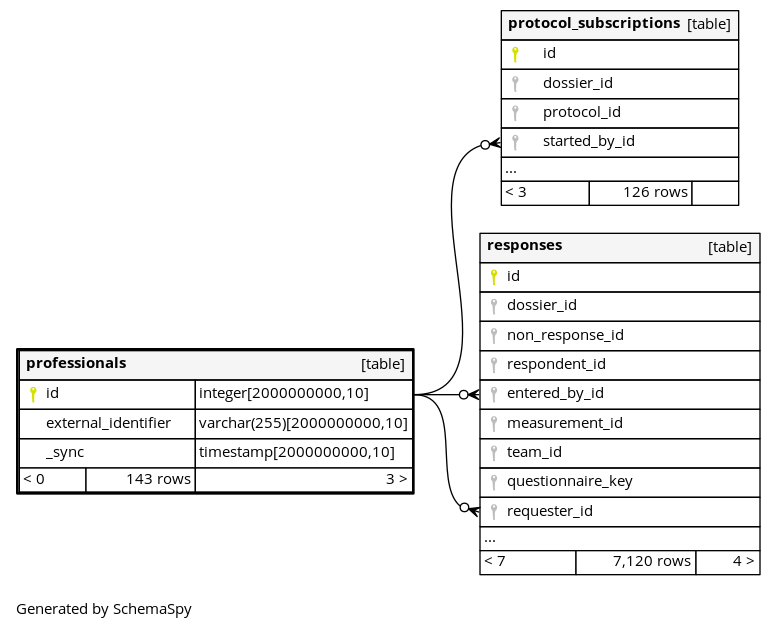 protocol_subscriptions [table]
id
dossier_id
protocol_id
started_by_id
...
< 3 126 rows
responses [table]
id
dossier_id
non_response_id
respondent_id
entered_by_id
measurement_id
team_id
questionnaire_key
requester_id
...
< 7 7,120 rows 4 >
professionals [table]
id integer[2000000000,10]
external_identifier varchar(255)[2000000000,10]
_sync timestamp[2000000000,10]
< 0 143 rows 3 >
Generated by SchemaSpy